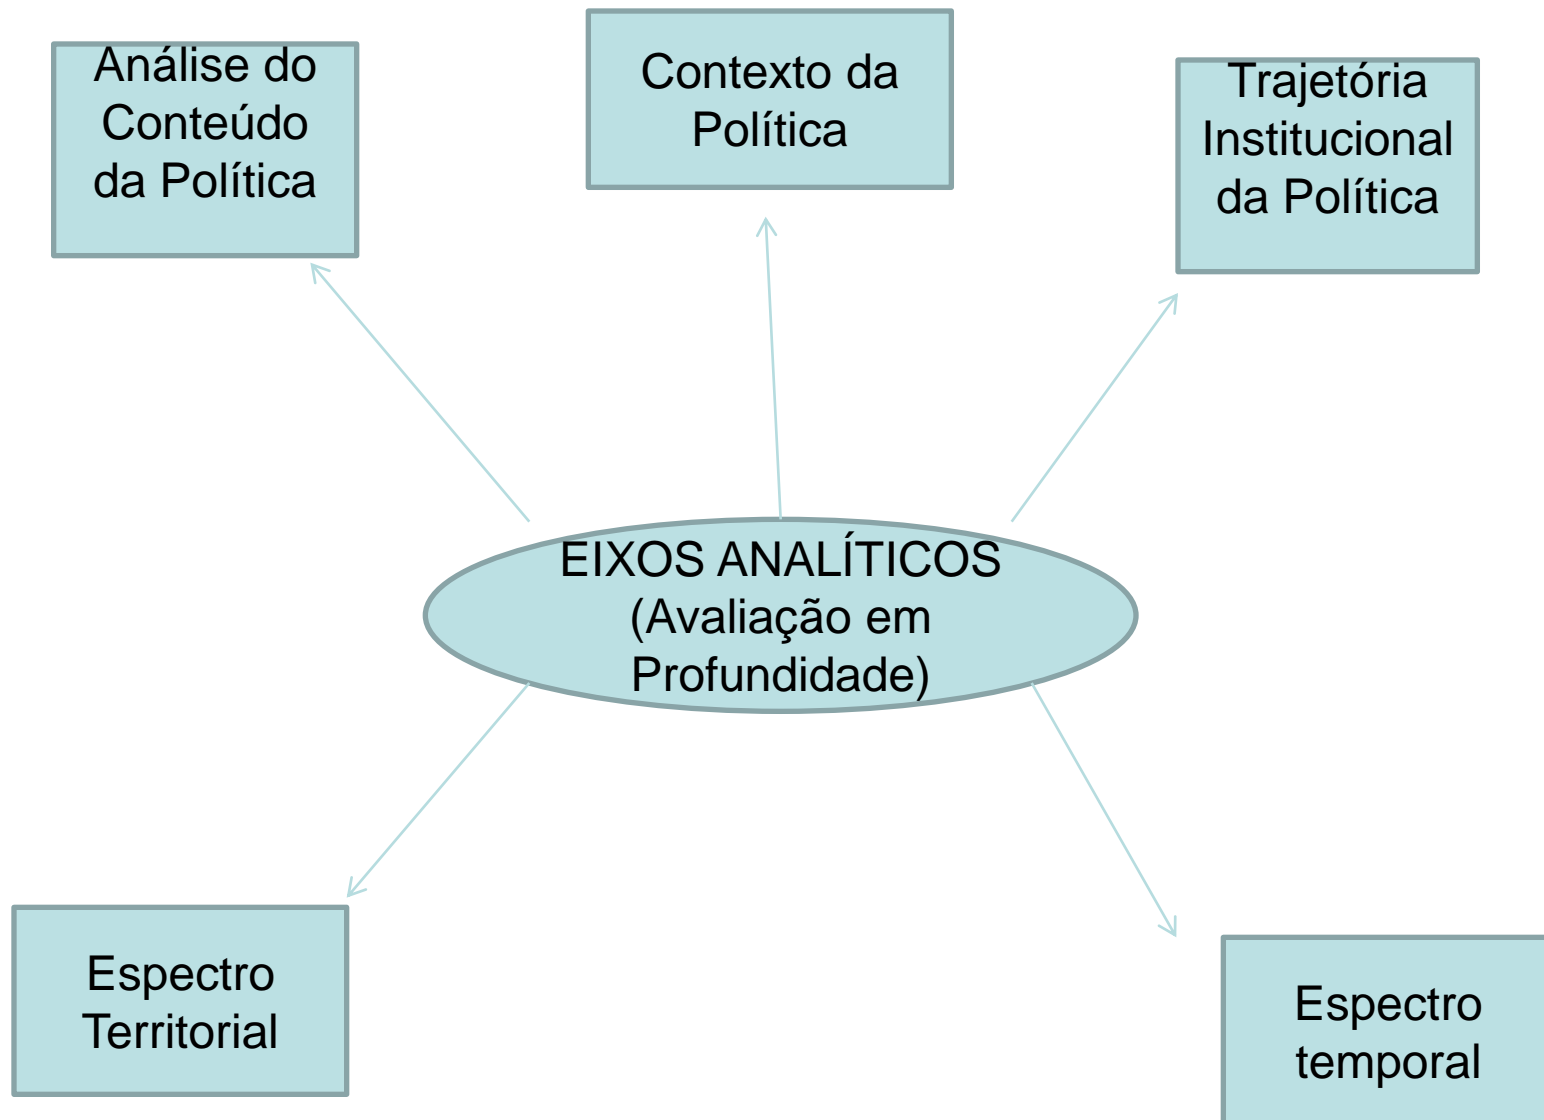 Análise do
Conteúdo
da Política
Contexto da
Política
Trajetória
Institucional
da Política
EIXOS ANALÍTICOS
(Avaliação em
Profundidade)
Espectro
Territorial
Espectro
temporal